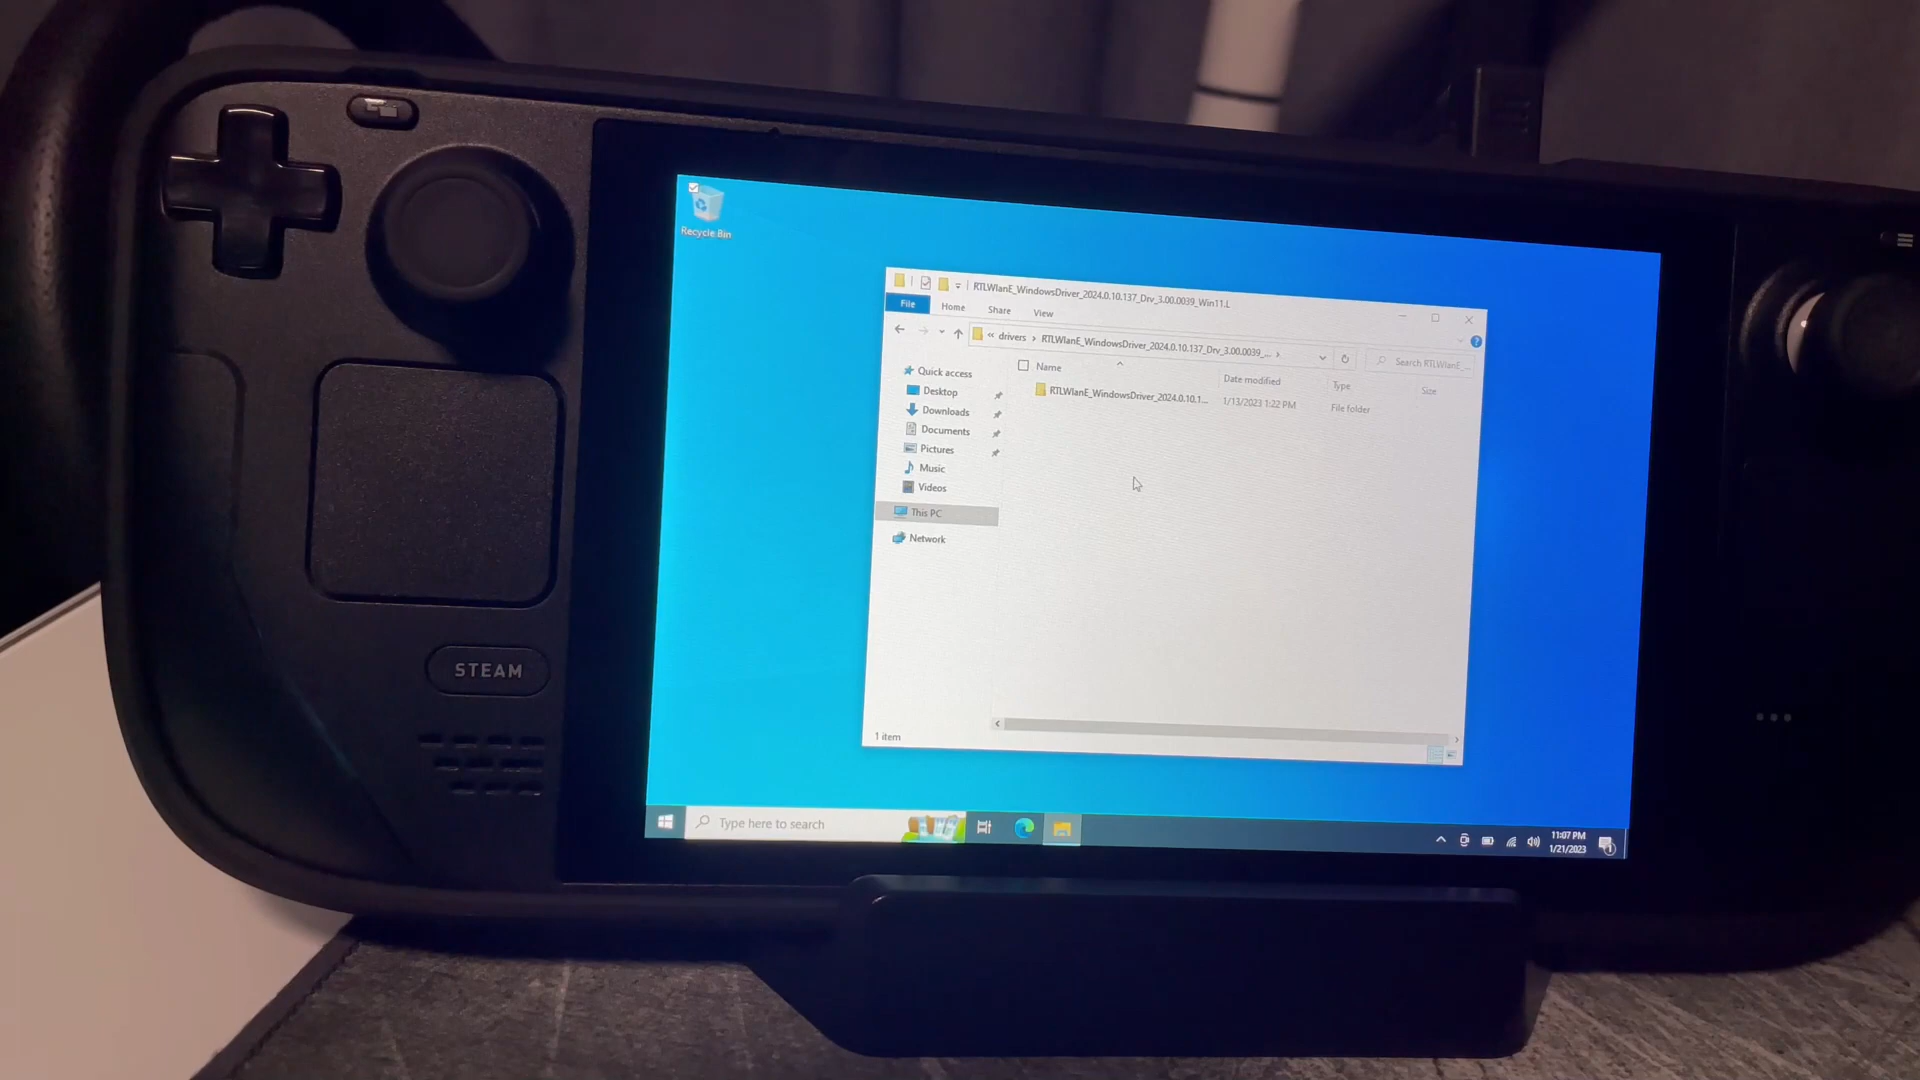 Recycle Bin
RTLWlanE_WindowsDriver_2024.0.10.137_Drv_3.00.0039_Win11.L
File Home Share View
« drivers › RTLWlanE_WindowsDriver_2024.0.10.137_Drv_3.00.0039_... ›
Search RTLWlanE_...
Name Date modified Type Size
RTLWlanE_WindowsDriver_2024.0.10.1... 1/13/2023 1:22 PM File folder
Quick access
Desktop
Downloads
Documents
Pictures
Music
Videos
This PC
Network
1 item
STEAM
Type here to search
11:07 PM
1/21/2023
1